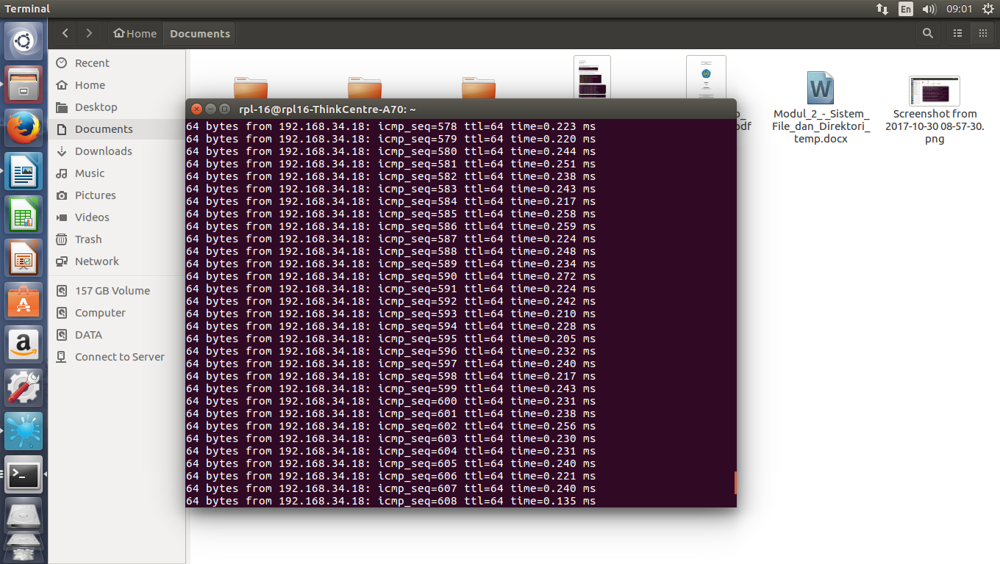 Terminal
En
09:01
Home
Documents
Recent
Home
Desktop
Documents
Downloads
Music
Pictures
Videos
Trash
Network
157 GB Volume
Computer
DATA
Connect to Server
Modul_2_-_Sistem_
File_dan_Direktori_
temp.docx
Screenshot from
2017-10-30 08-57-30.
png
rpl-16@rpl16-ThinkCentre-A70: ~
64 bytes from 192.168.34.18: icmp_seq=578 ttl=64 time=0.223 ms
64 bytes from 192.168.34.18: icmp_seq=579 ttl=64 time=0.220 ms
64 bytes from 192.168.34.18: icmp_seq=580 ttl=64 time=0.244 ms
64 bytes from 192.168.34.18: icmp_seq=581 ttl=64 time=0.251 ms
64 bytes from 192.168.34.18: icmp_seq=582 ttl=64 time=0.238 ms
64 bytes from 192.168.34.18: icmp_seq=583 ttl=64 time=0.243 ms
64 bytes from 192.168.34.18: icmp_seq=584 ttl=64 time=0.217 ms
64 bytes from 192.168.34.18: icmp_seq=585 ttl=64 time=0.258 ms
64 bytes from 192.168.34.18: icmp_seq=586 ttl=64 time=0.259 ms
64 bytes from 192.168.34.18: icmp_seq=587 ttl=64 time=0.224 ms
64 bytes from 192.168.34.18: icmp_seq=588 ttl=64 time=0.248 ms
64 bytes from 192.168.34.18: icmp_seq=589 ttl=64 time=0.234 ms
64 bytes from 192.168.34.18: icmp_seq=590 ttl=64 time=0.272 ms
64 bytes from 192.168.34.18: icmp_seq=591 ttl=64 time=0.224 ms
64 bytes from 192.168.34.18: icmp_seq=592 ttl=64 time=0.242 ms
64 bytes from 192.168.34.18: icmp_seq=593 ttl=64 time=0.210 ms
64 bytes from 192.168.34.18: icmp_seq=594 ttl=64 time=0.228 ms
64 bytes from 192.168.34.18: icmp_seq=595 ttl=64 time=0.205 ms
64 bytes from 192.168.34.18: icmp_seq=596 ttl=64 time=0.232 ms
64 bytes from 192.168.34.18: icmp_seq=597 ttl=64 time=0.240 ms
64 bytes from 192.168.34.18: icmp_seq=598 ttl=64 time=0.217 ms
64 bytes from 192.168.34.18: icmp_seq=599 ttl=64 time=0.243 ms
64 bytes from 192.168.34.18: icmp_seq=600 ttl=64 time=0.231 ms
64 bytes from 192.168.34.18: icmp_seq=601 ttl=64 time=0.238 ms
64 bytes from 192.168.34.18: icmp_seq=602 ttl=64 time=0.256 ms
64 bytes from 192.168.34.18: icmp_seq=603 ttl=64 time=0.230 ms
64 bytes from 192.168.34.18: icmp_seq=604 ttl=64 time=0.231 ms
64 bytes from 192.168.34.18: icmp_seq=605 ttl=64 time=0.240 ms
64 bytes from 192.168.34.18: icmp_seq=606 ttl=64 time=0.221 ms
64 bytes from 192.168.34.18: icmp_seq=607 ttl=64 time=0.240 ms
64 bytes from 192.168.34.18: icmp_seq=608 ttl=64 time=0.135 ms